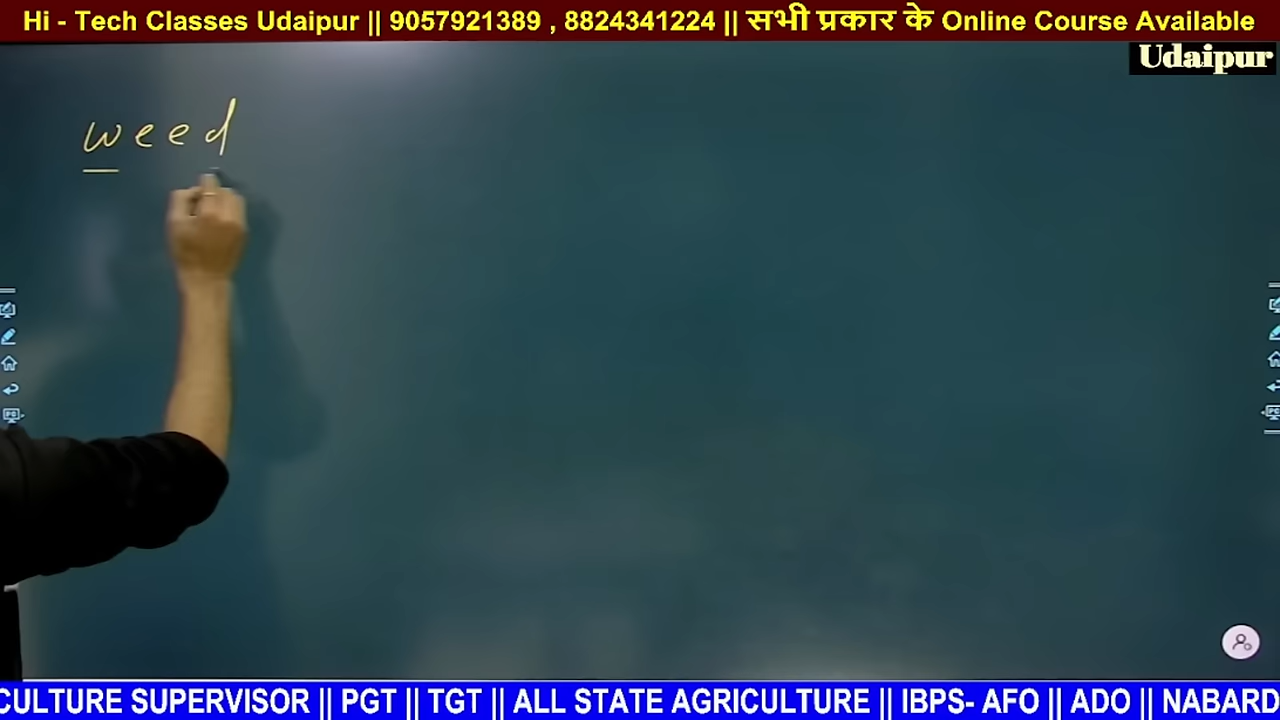 Hi - Tech Classes Udaipur || 9057921389 , 8824341224 || सभी प्रकार के Online Course Available
Udaipur
weed
CULTURE SUPERVISOR || PGT || TGT || ALL STATE AGRICULTURE || IBPS- AFO || ADO || NABARD